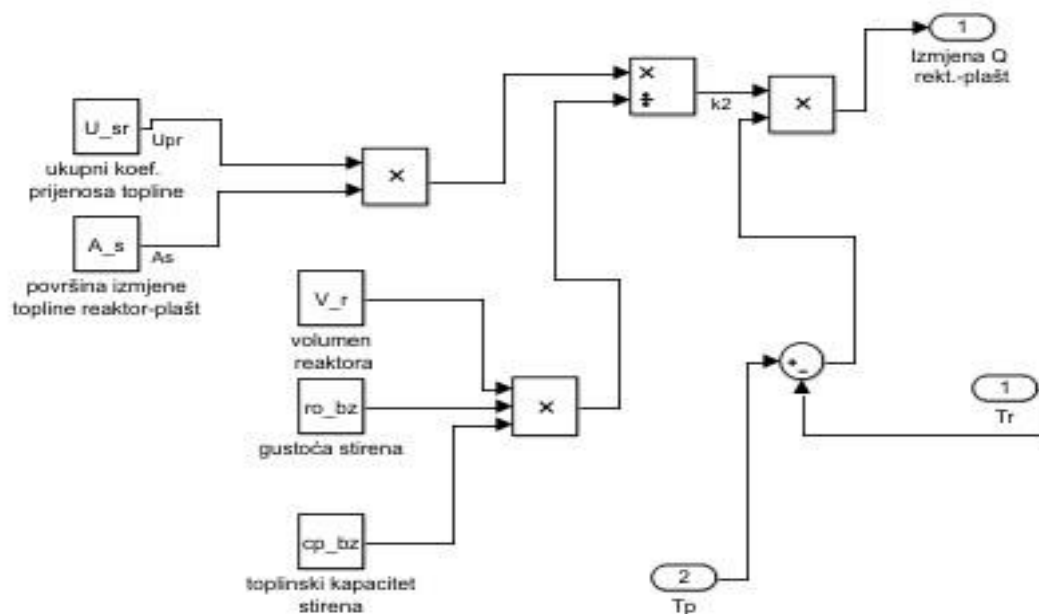 1
Izmjena Q
rekt.-plašt
×
÷
k2
×
U_sr
Upr
ukupni koef.
prijenosa topline
×
A_s
As
površina izmjene
topline reaktor-plašt
V_r
volumen
reaktora
ro_bz
gustoća stirena
×
cp_bz
toplinski kapacitet
stirena
+
-
1
Tr
2
Tp